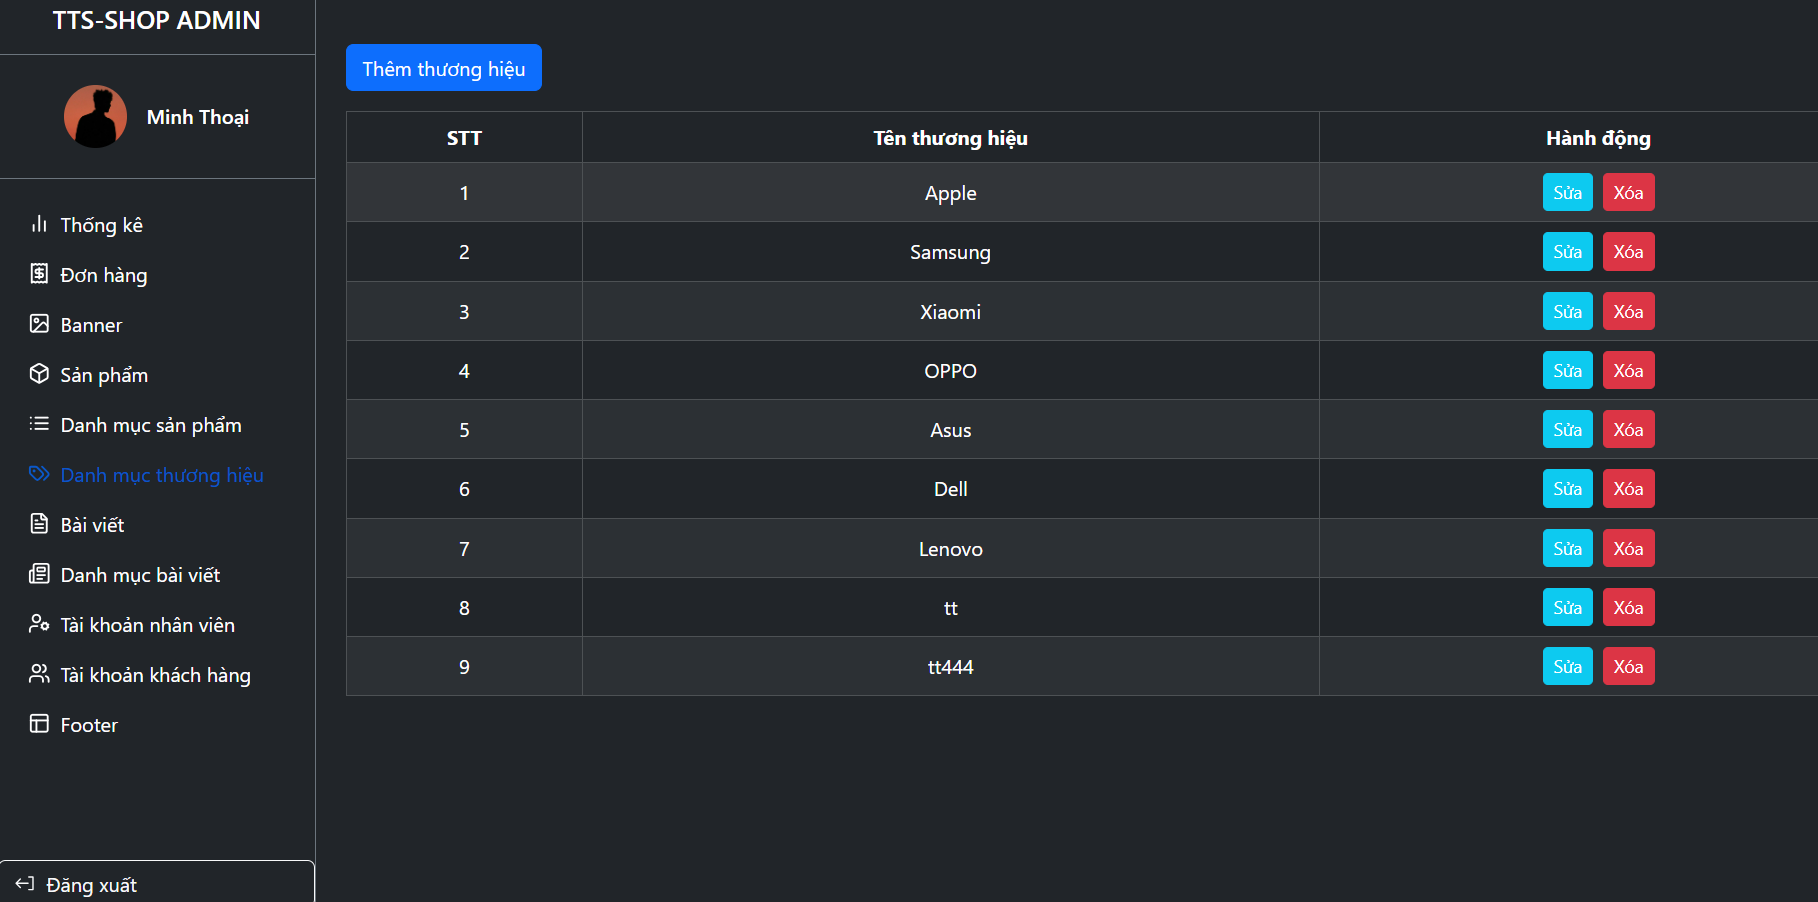 TTS-SHOP ADMIN
Minh Thoại
Thống kê
Đơn hàng
Banner
Sản phẩm
Danh mục sản phẩm
Danh mục thương hiệu
Bài viết
Danh mục bài viết
Tài khoản nhân viên
Tài khoản khách hàng
Footer
Đăng xuất
Thêm thương hiệu
STT Tên thương hiệu Hành động
1 Apple Sửa Xóa
2 Samsung Sửa Xóa
3 Xiaomi Sửa Xóa
4 OPPO Sửa Xóa
5 Asus Sửa Xóa
6 Dell Sửa Xóa
7 Lenovo Sửa Xóa
8 tt Sửa Xóa
9 tt444 Sửa Xóa